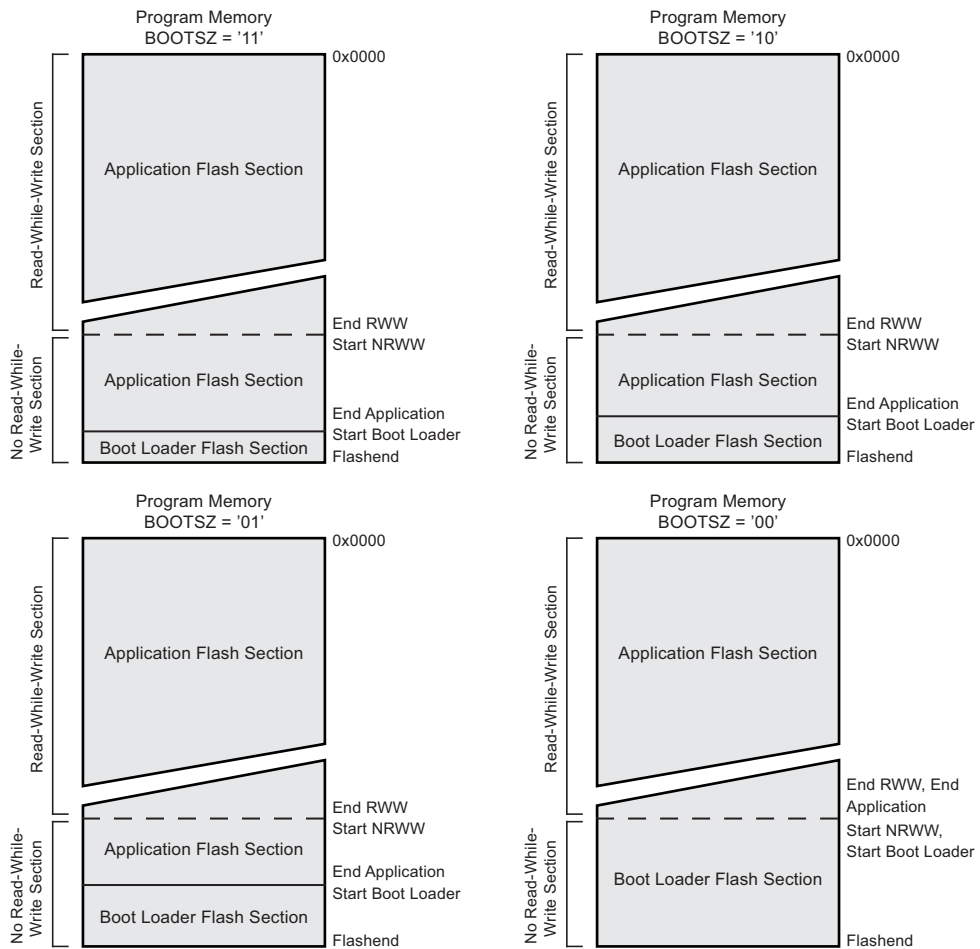 Program Memory
BOOTSZ = '11'
0x0000
Read-While-Write Section
Application Flash Section
End RWW
Start NRWW
No Read-While-
Write Section
Application Flash Section
End Application
Start Boot Loader
Boot Loader Flash Section
Flashend
Program Memory
BOOTSZ = '10'
0x0000
Read-While-Write Section
Application Flash Section
End RWW
Start NRWW
No Read-While-
Write Section
Application Flash Section
End Application
Start Boot Loader
Boot Loader Flash Section
Flashend
Program Memory
BOOTSZ = '01'
Read-While-Write Section
Application Flash Section
End RWW
Start NRWW
No Read-While-
Write Section
Application Flash Section
End Application
Start Boot Loader
Boot Loader Flash Section
Flashend
Program Memory
BOOTSZ = '00'
0x0000
Read-While-Write Section
Application Flash Section
End RWW, End
Application
Start NRWW,
Start Boot Loader
No Read-While-
Write Section
Boot Loader Flash Section
Flashend